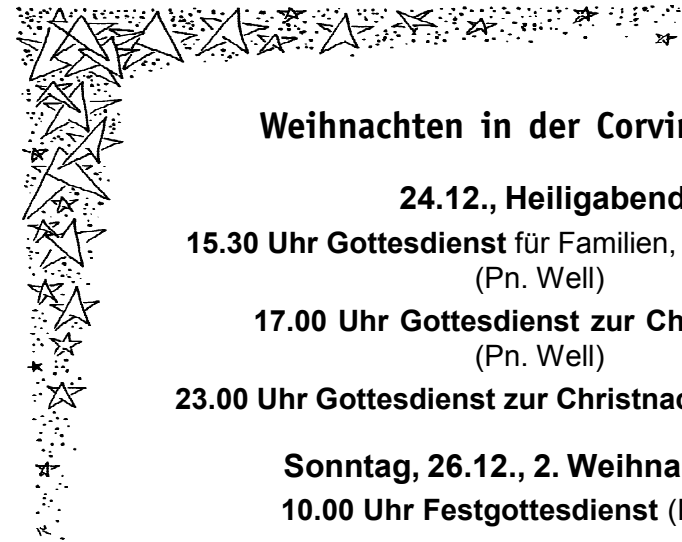 Weihnachten in der Corvin
24.12., Heiligabend
15.30 Uhr Gottesdienst für Familien,
(Pn. Well)
17.00 Uhr Gottesdienst zur Ch
(Pn. Well)
23.00 Uhr Gottesdienst zur Christnac
Sonntag, 26.12., 2. Weihna
10.00 Uhr Festgottesdienst (